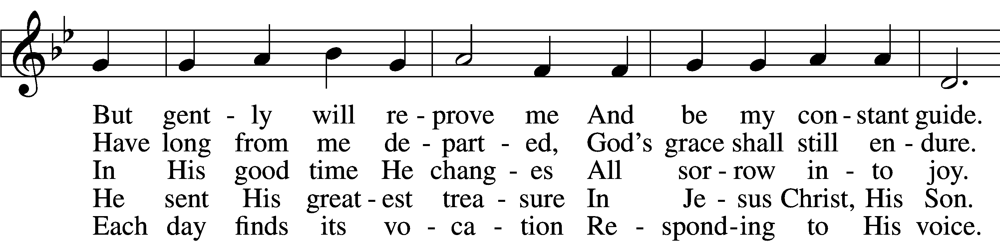 But gent - ly will re - prove me And be my con - stant guide.
Have long from me de - part - ed, God's grace shall still en - dure.
In His good time He chang - es All sor - row in - to joy.
He sent His great - est trea - sure In Je - sus Christ, His Son.
Each day finds its vo - ca - tion Re - spond - ing to His voice.